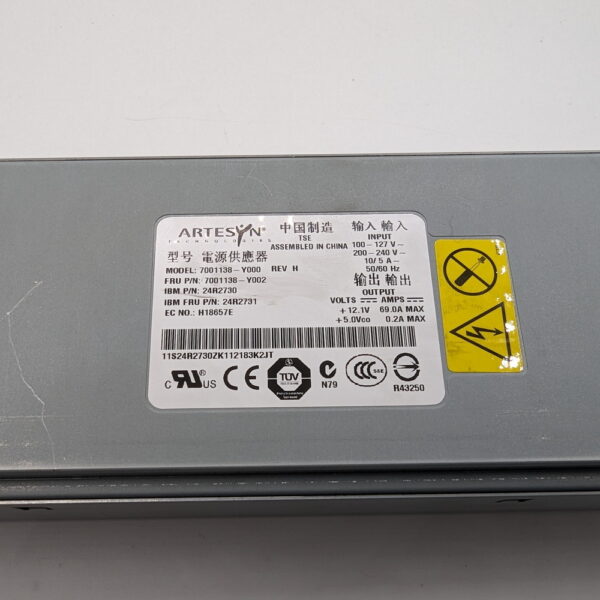 ARTESYN®
TECHNOLOGIES
型号 電源供應器
MODEL: 7001138-Y000 REV H
FRU P/N: 7001138-Y002
IBM P/N: 24R2730
IBM FRU P/N: 24R2731
EC NO.: H18657E
中国制造
TSE
ASSEMBLED IN CHINA
输入 輸入
INPUT
100-127 V~
200-240 V~
10/5 A~
50/60 Hz
输出 輸出
OUTPUT
VOLTS AMPS
+12.1V 69.0A MAX
+5.0Vco 0.2A MAX
11S24R2730ZK112183K2JT
C US CE TÜV N79 CCC S&E R43250